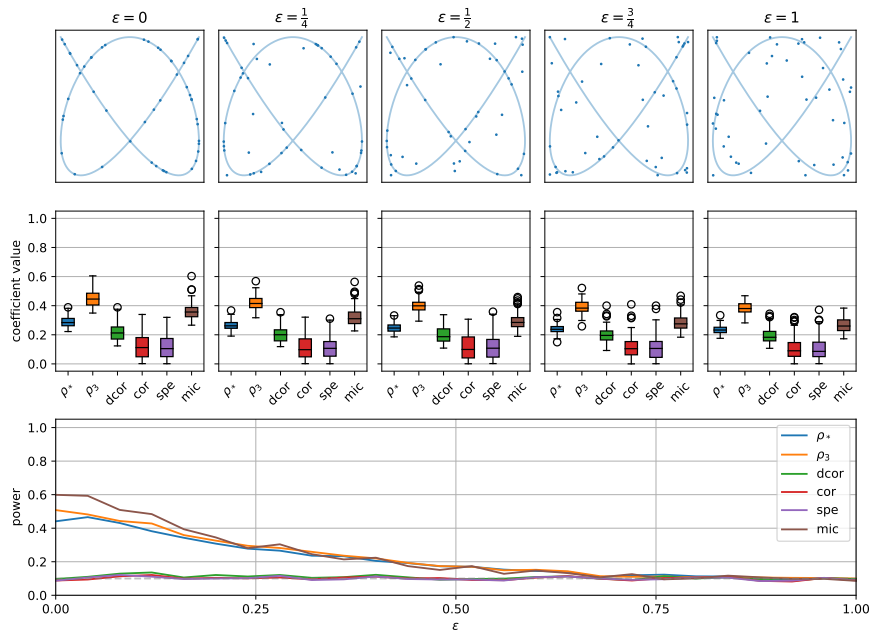 ε = 0 ε = 1/4 ε = 1/2 ε = 3/4 ε = 1
1.0
0.8
0.6
0.4
0.2
0.0
coefficient value
ρ* ρ3 dcor cor spe mic ρ* ρ3 dcor cor spe mic ρ* ρ3 dcor cor spe mic ρ* ρ3 dcor cor spe mic ρ* ρ3 dcor cor spe mic
1.0
0.8
0.6
0.4
0.2
0.0
power
ρ*
ρ3
dcor
cor
spe
mic
0.00 0.25 0.50 0.75 1.00
ε